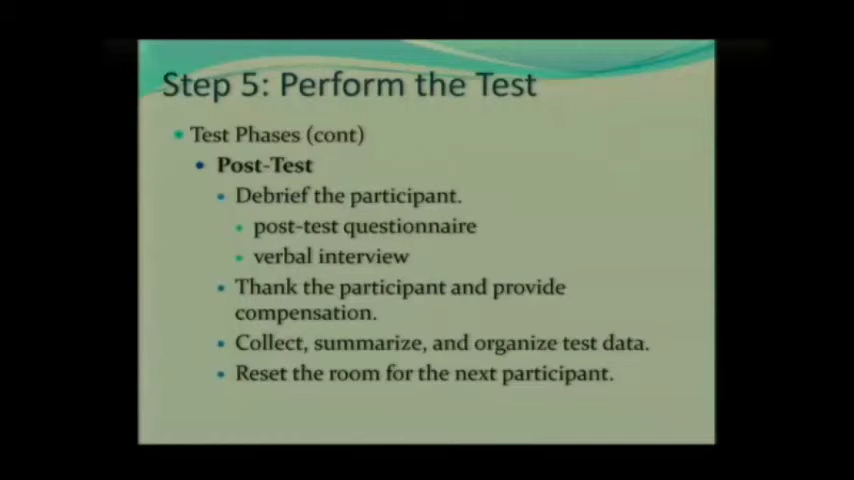 Step 5: Perform the Test
Test Phases (cont)
Post-Test
Debrief the participant.
post-test questionnaire
verbal interview
Thank the participant and provide
compensation.
Collect, summarize, and organize test data.
Reset the room for the next participant.